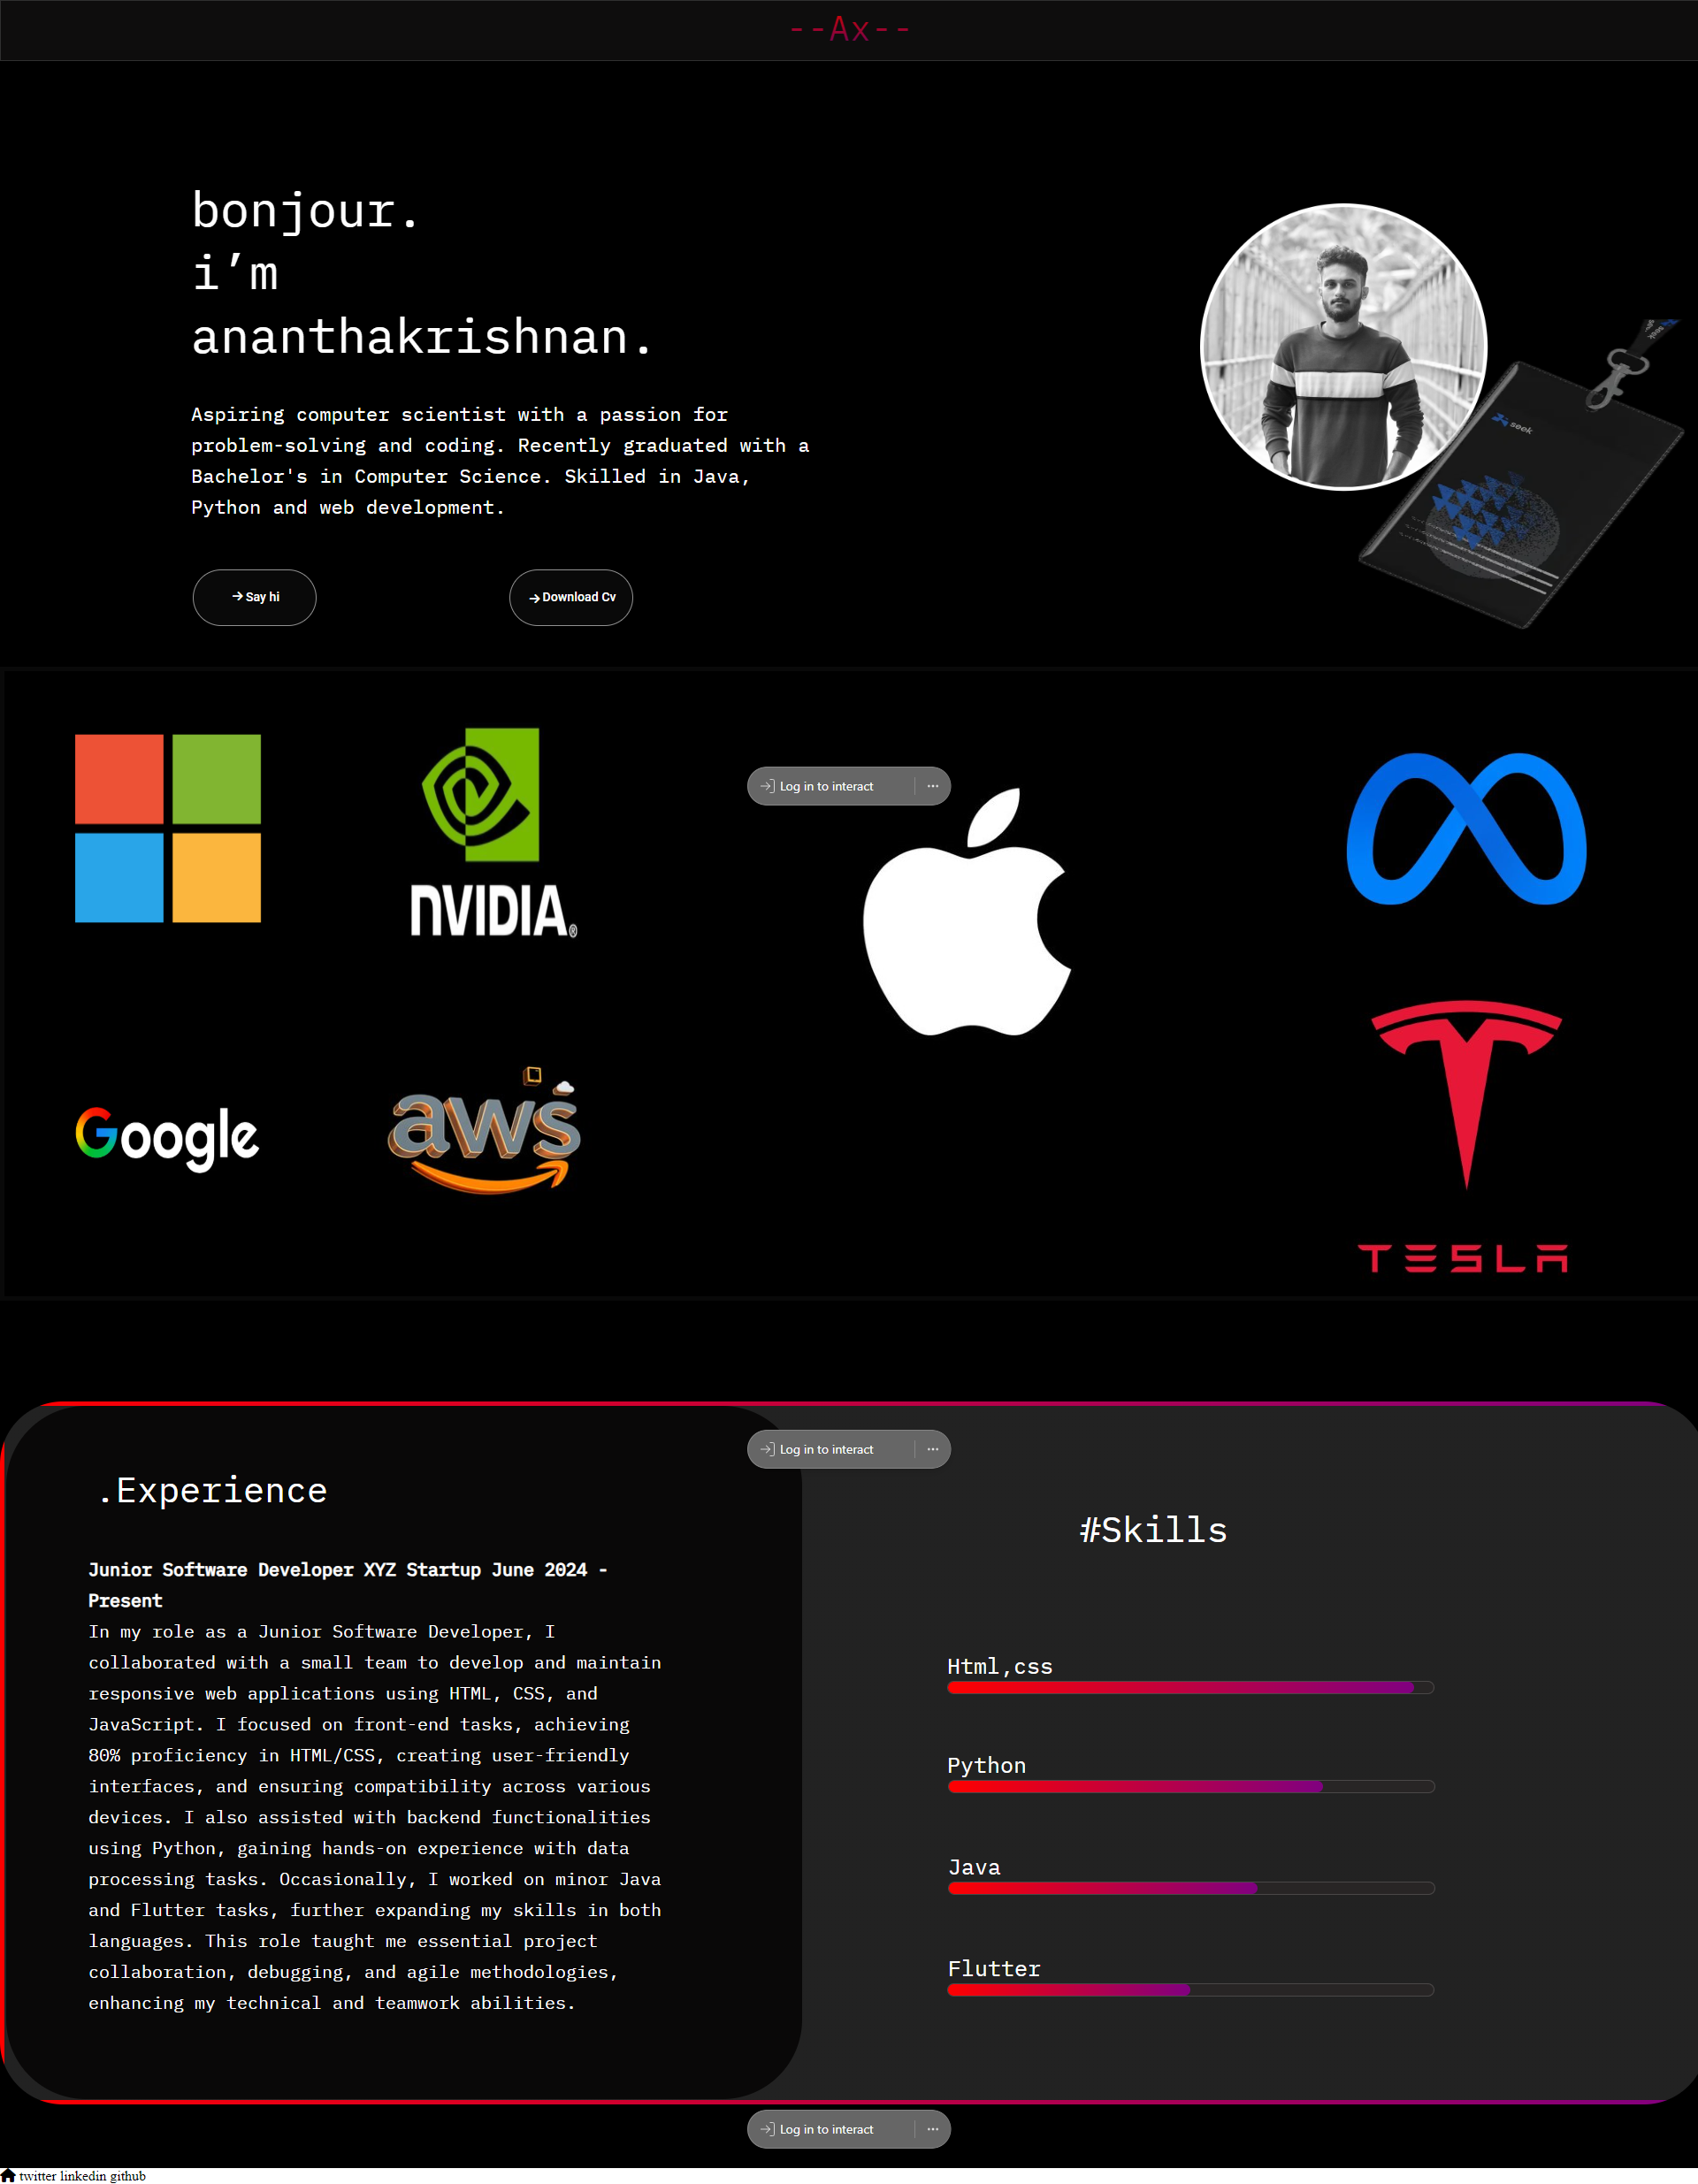 --Ax--
bonjour.
i’m
ananthakrishnan.
Aspiring computer scientist with a passion for
problem-solving and coding. Recently graduated with a
Bachelor's in Computer Science. Skilled in Java,
Python and web development.
Say hi
Download Cv
seek
seek
NVIDIA®
Log in to interact
Google
aws
TESLA
Log in to interact
.Experience
Junior Software Developer XYZ Startup June 2024 -
Present
In my role as a Junior Software Developer, I
collaborated with a small team to develop and maintain
responsive web applications using HTML, CSS, and
JavaScript. I focused on front-end tasks, achieving
80% proficiency in HTML/CSS, creating user-friendly
interfaces, and ensuring compatibility across various
devices. I also assisted with backend functionalities
using Python, gaining hands-on experience with data
processing tasks. Occasionally, I worked on minor Java
and Flutter tasks, further expanding my skills in both
languages. This role taught me essential project
collaboration, debugging, and agile methodologies,
enhancing my technical and teamwork abilities.
#Skills
Html,css
Python
Java
Flutter
Log in to interact
twitter linkedin github